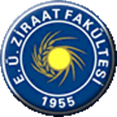 E.Ü. ZİRAAT FAKÜLTESİ
1955